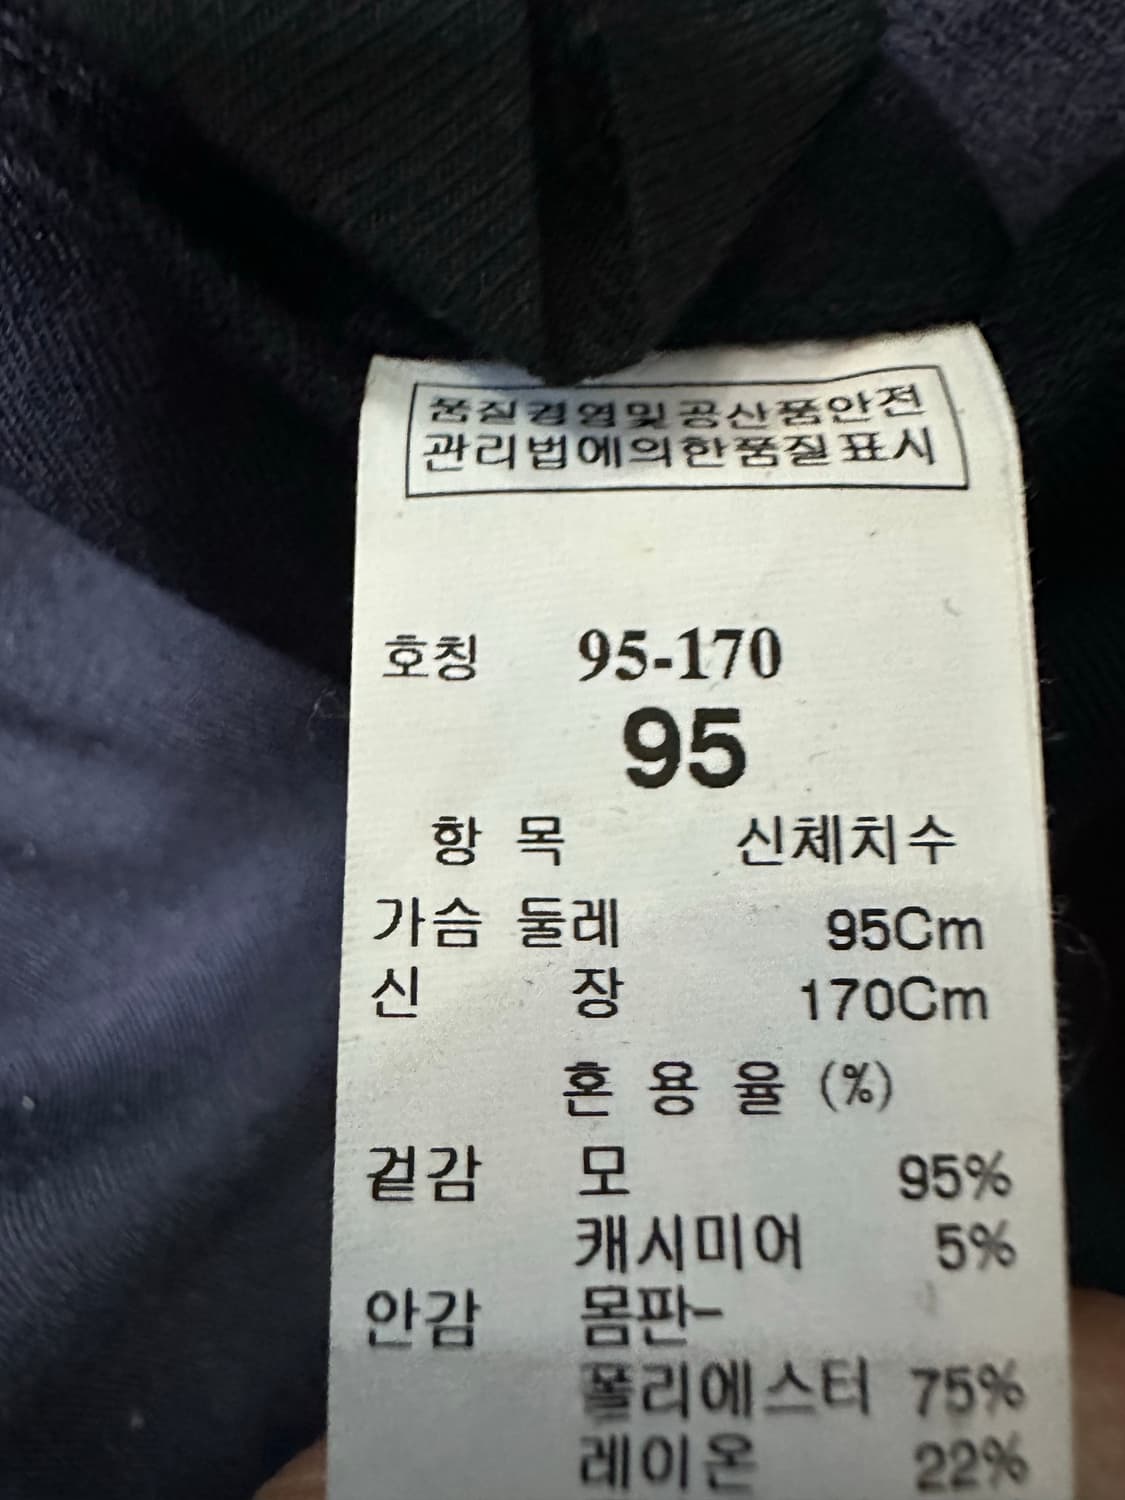 품질경영및공산품안전
관리법에의한품질표시
호칭 95-170
95
항 목 신체치수
가슴 둘레 95Cm
신 장 170Cm
혼 용 율 (%)
겉감 모 95%
캐시미어 5%
안감 몸판-
폴리에스터 75%
레이온 22%